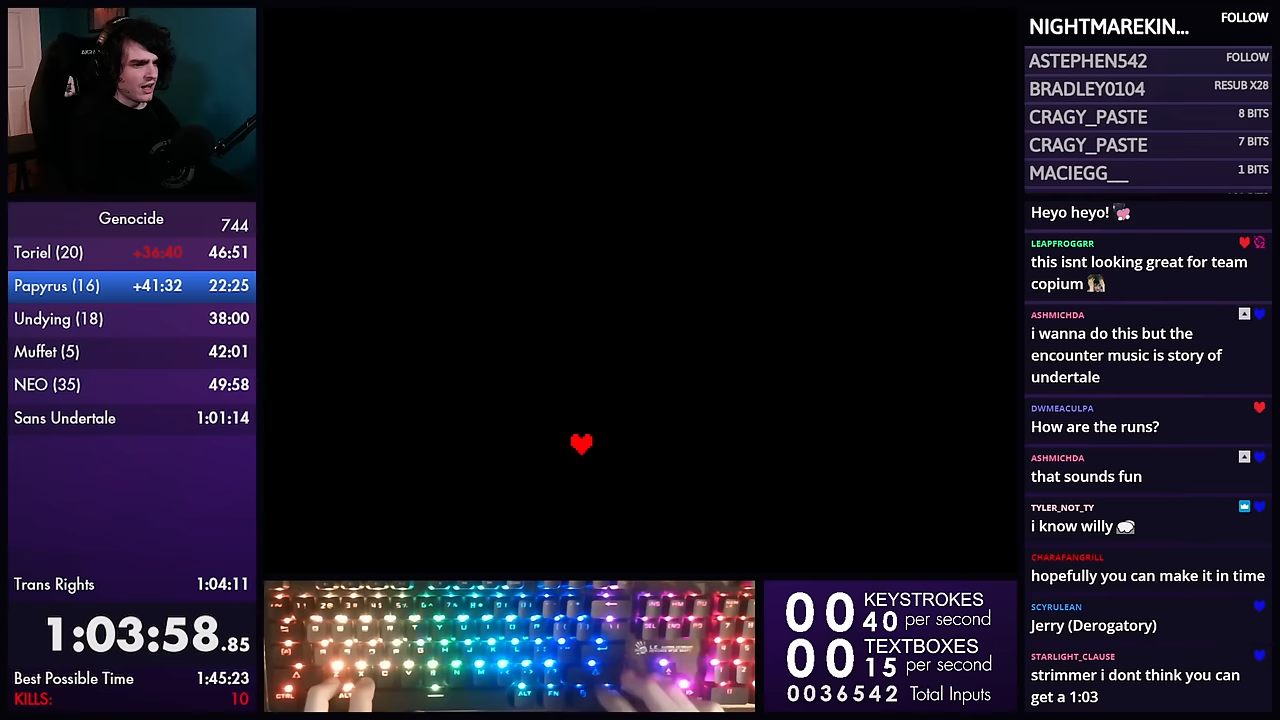 Genocide
744
Toriel (20) +36:40 46:51
Papyrus (16) +41:32 22:25
Undying (18) 38:00
Muffet (5) 42:01
NEO (35) 49:58
Sans Undertale 1:01:14
Trans Rights 1:04:11
1:03:58.85
Best Possible Time 1:45:23
KILLS: 10
00 40 KEYSTROKES per second
00 15 TEXTBOXES per second
0036542 Total Inputs
NIGHTMAREKIN... FOLLOW
ASTEPHEN542 FOLLOW
BRADLEY0104 RESUB X28
CRAGY_PASTE 8 BITS
CRAGY_PASTE 7 BITS
MACIEGG__ 1 BITS
Heyo heyo!
LEAPFROGGRR
this isnt looking great for team
copium
ASHMICHDA
i wanna do this but the
encounter music is story of
undertale
DWMEACULPA
How are the runs?
ASHMICHDA
that sounds fun
TYLER_NOT_TY
i know willy
CHARAFANGRILL
hopefully you can make it in time
SCYRULEAN
Jerry (Derogatory)
STARLIGHT_CLAUSE
strimmer i dont think you can
get a 1:03